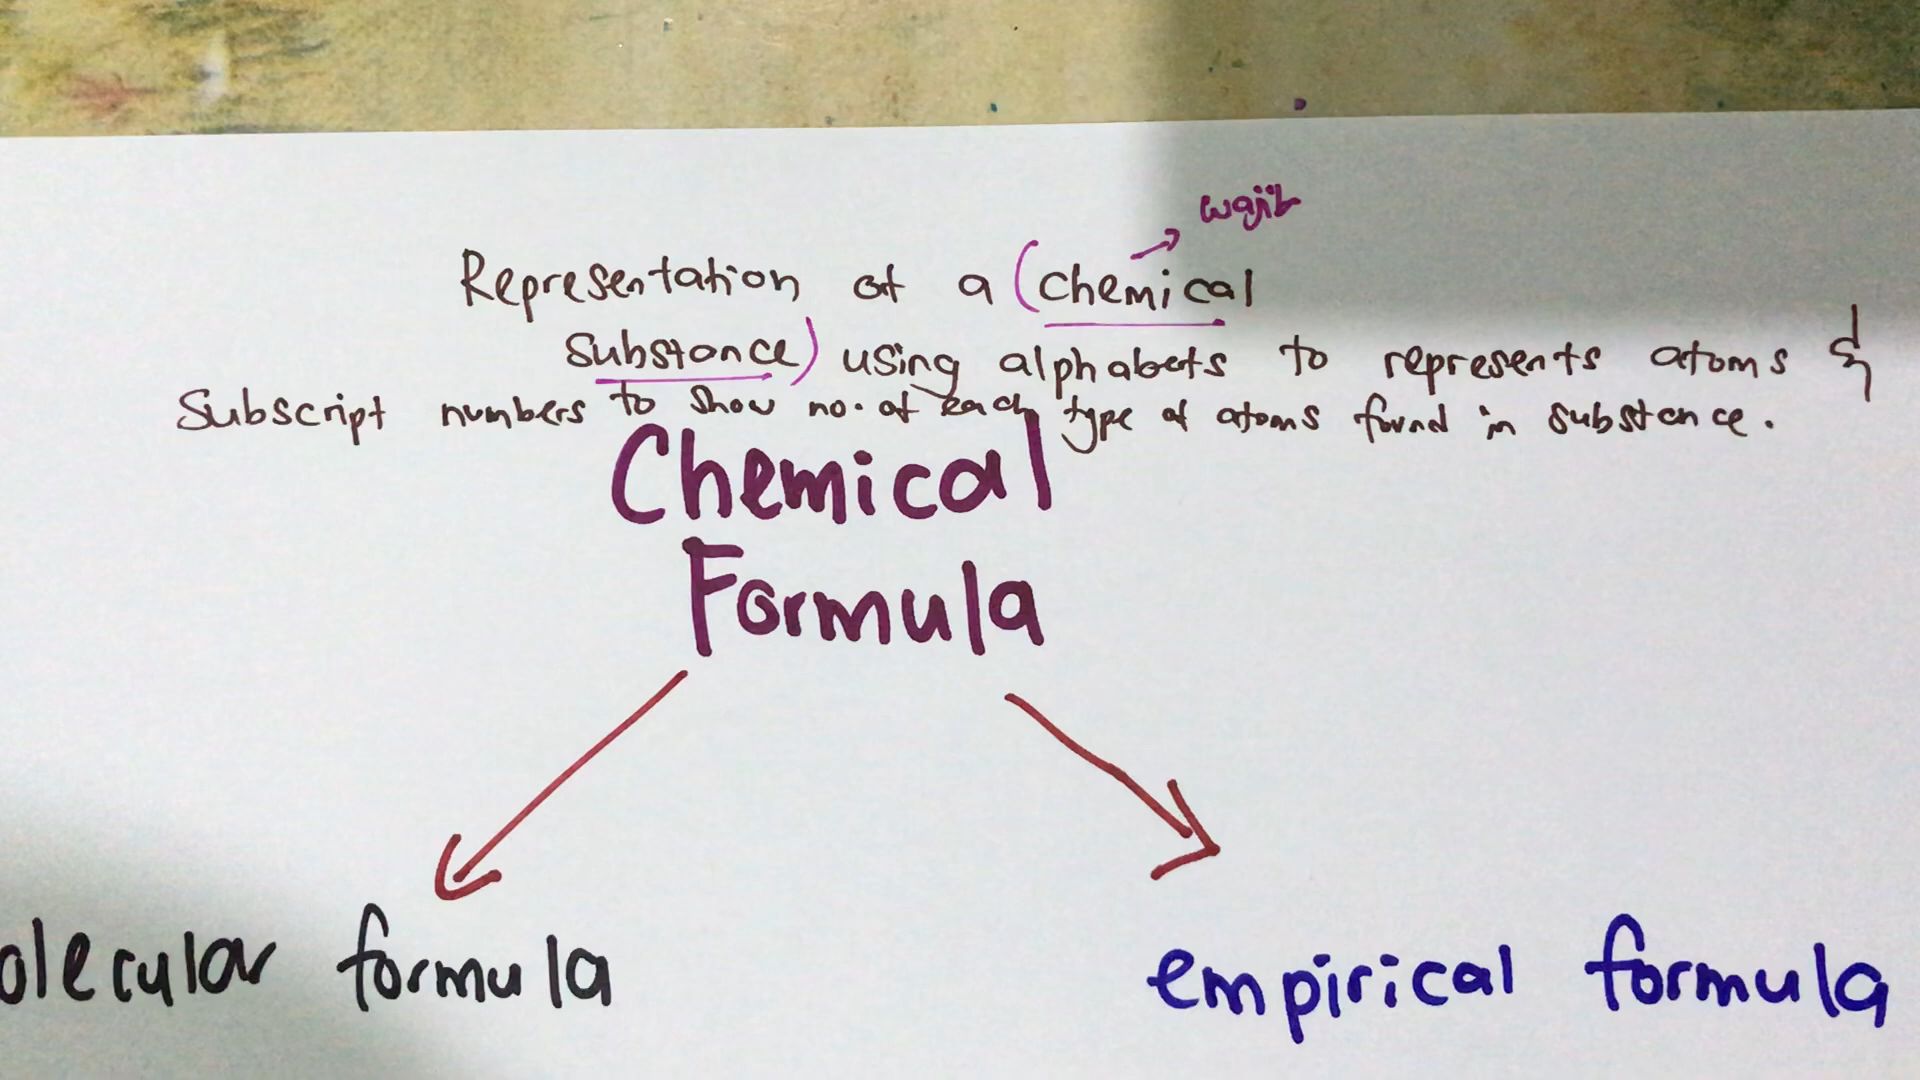 wajib
Representation of a (chemical
substance) using alphabets to represents atoms &
Subscript numbers to show no. of each type of atoms found in substance.
Chemical
Formula
olecular formula
empirical formula